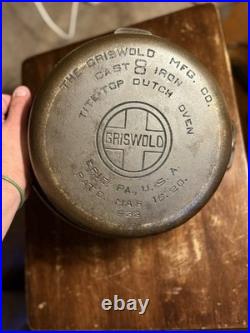 THE GRISWOLD MFG. CO.
CAST 8 IRON
TITE-TOP DUTCH OVEN
GRISWOLD
ERIE, PA., U.S.A.
PAT'D MAR. 16. 20.
833